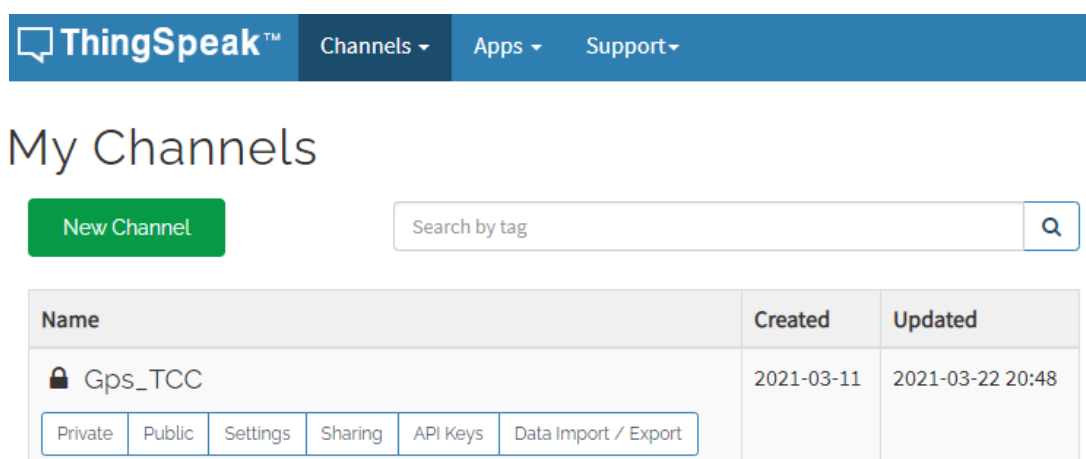 ThingSpeak™ Channels Apps Support
My Channels
New Channel Search by tag
Name Created Updated
Gps_TCC 2021-03-11 2021-03-22 20:48
Private Public Settings Sharing API Keys Data Import / Export